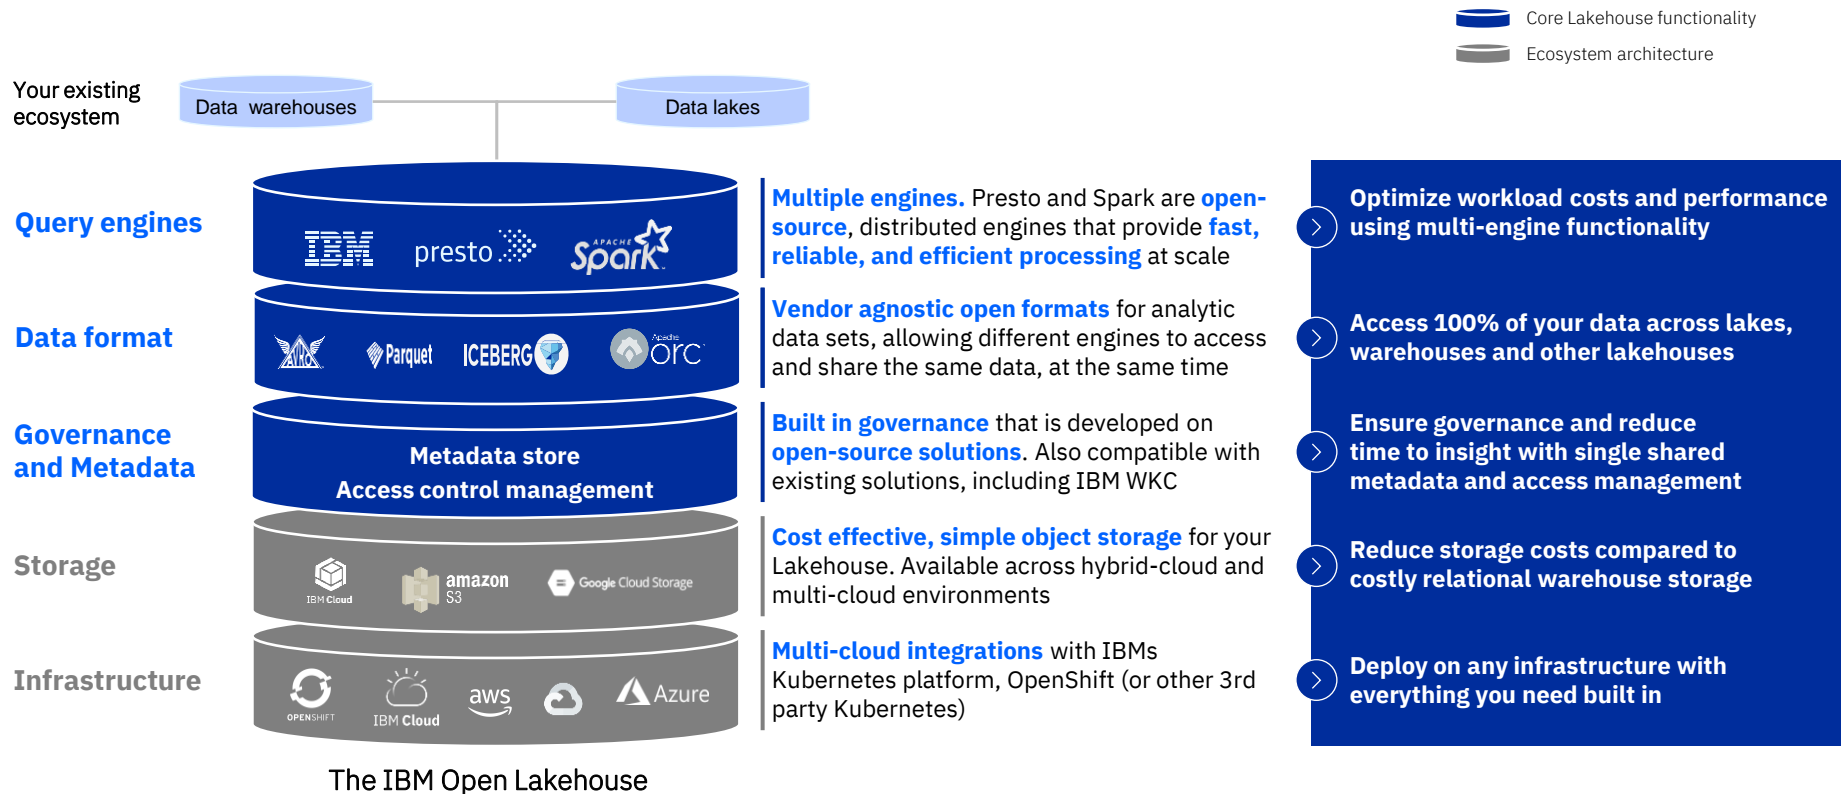 Core Lakehouse functionality
Ecosystem architecture
Your existing
ecosystem
Data warehouses
Data lakes
Query engines
IBM
presto
APACHE
Spark
Multiple engines. Presto and Spark are open-
source, distributed engines that provide fast,
reliable, and efficient processing at scale
Optimize workload costs and performance
using multi-engine functionality
Data format
AVRO
Parquet
ICEBERG
Apache
orc
Vendor agnostic open formats for analytic
data sets, allowing different engines to access
and share the same data, at the same time
Access 100% of your data across lakes,
warehouses and other lakehouses
Governance
and Metadata
Metadata store
Access control management
Built in governance that is developed on
open-source solutions. Also compatible with
existing solutions, including IBM WKC
Ensure governance and reduce
time to insight with single shared
metadata and access management
Storage
IBM Cloud
amazon
S3
Google Cloud Storage
Cost effective, simple object storage for your
Lakehouse. Available across hybrid-cloud and
multi-cloud environments
Reduce storage costs compared to
costly relational warehouse storage
Infrastructure
OPENSHIFT
IBM Cloud
aws
Azure
Multi-cloud integrations with IBMs
Kubernetes platform, OpenShift (or other 3rd
party Kubernetes)
Deploy on any infrastructure with
everything you need built in
The IBM Open Lakehouse